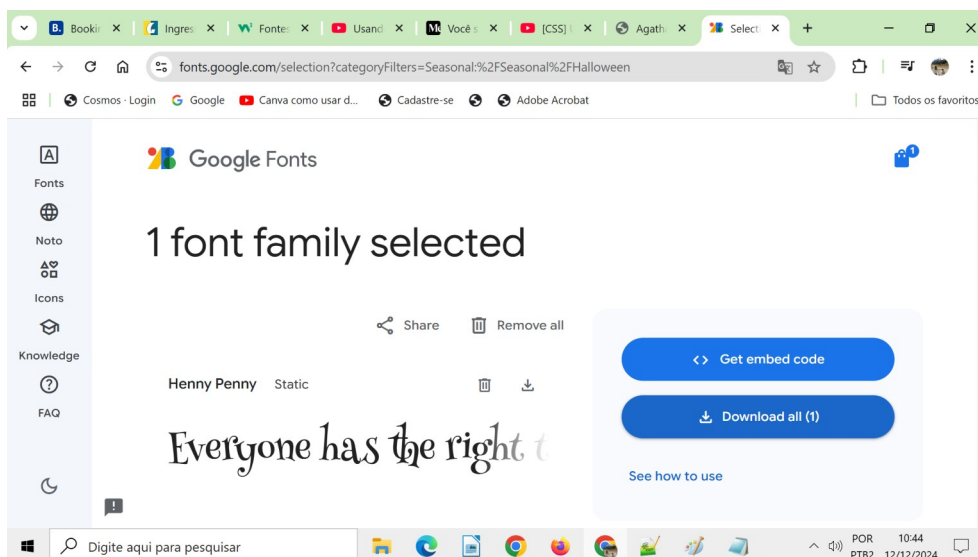 Bookin
Ingres
Fontes
Usand
Você s
[CSS] I
Agath
Select
fonts.google.com/selection?categoryFilters=Seasonal:%2FSeasonal%2FHalloween
Cosmos · Login
Google
Canva como usar d...
Cadastre-se
Adobe Acrobat
Todos os favoritos
Google Fonts
1
Fonts
Noto
Icons
Knowledge
FAQ
1 font family selected
Share
Remove all
Henny Penny Static
Everyone has the right t
<> Get embed code
Download all (1)
See how to use
Digite aqui para pesquisar
POR
PTB2
10:44
12/12/2024